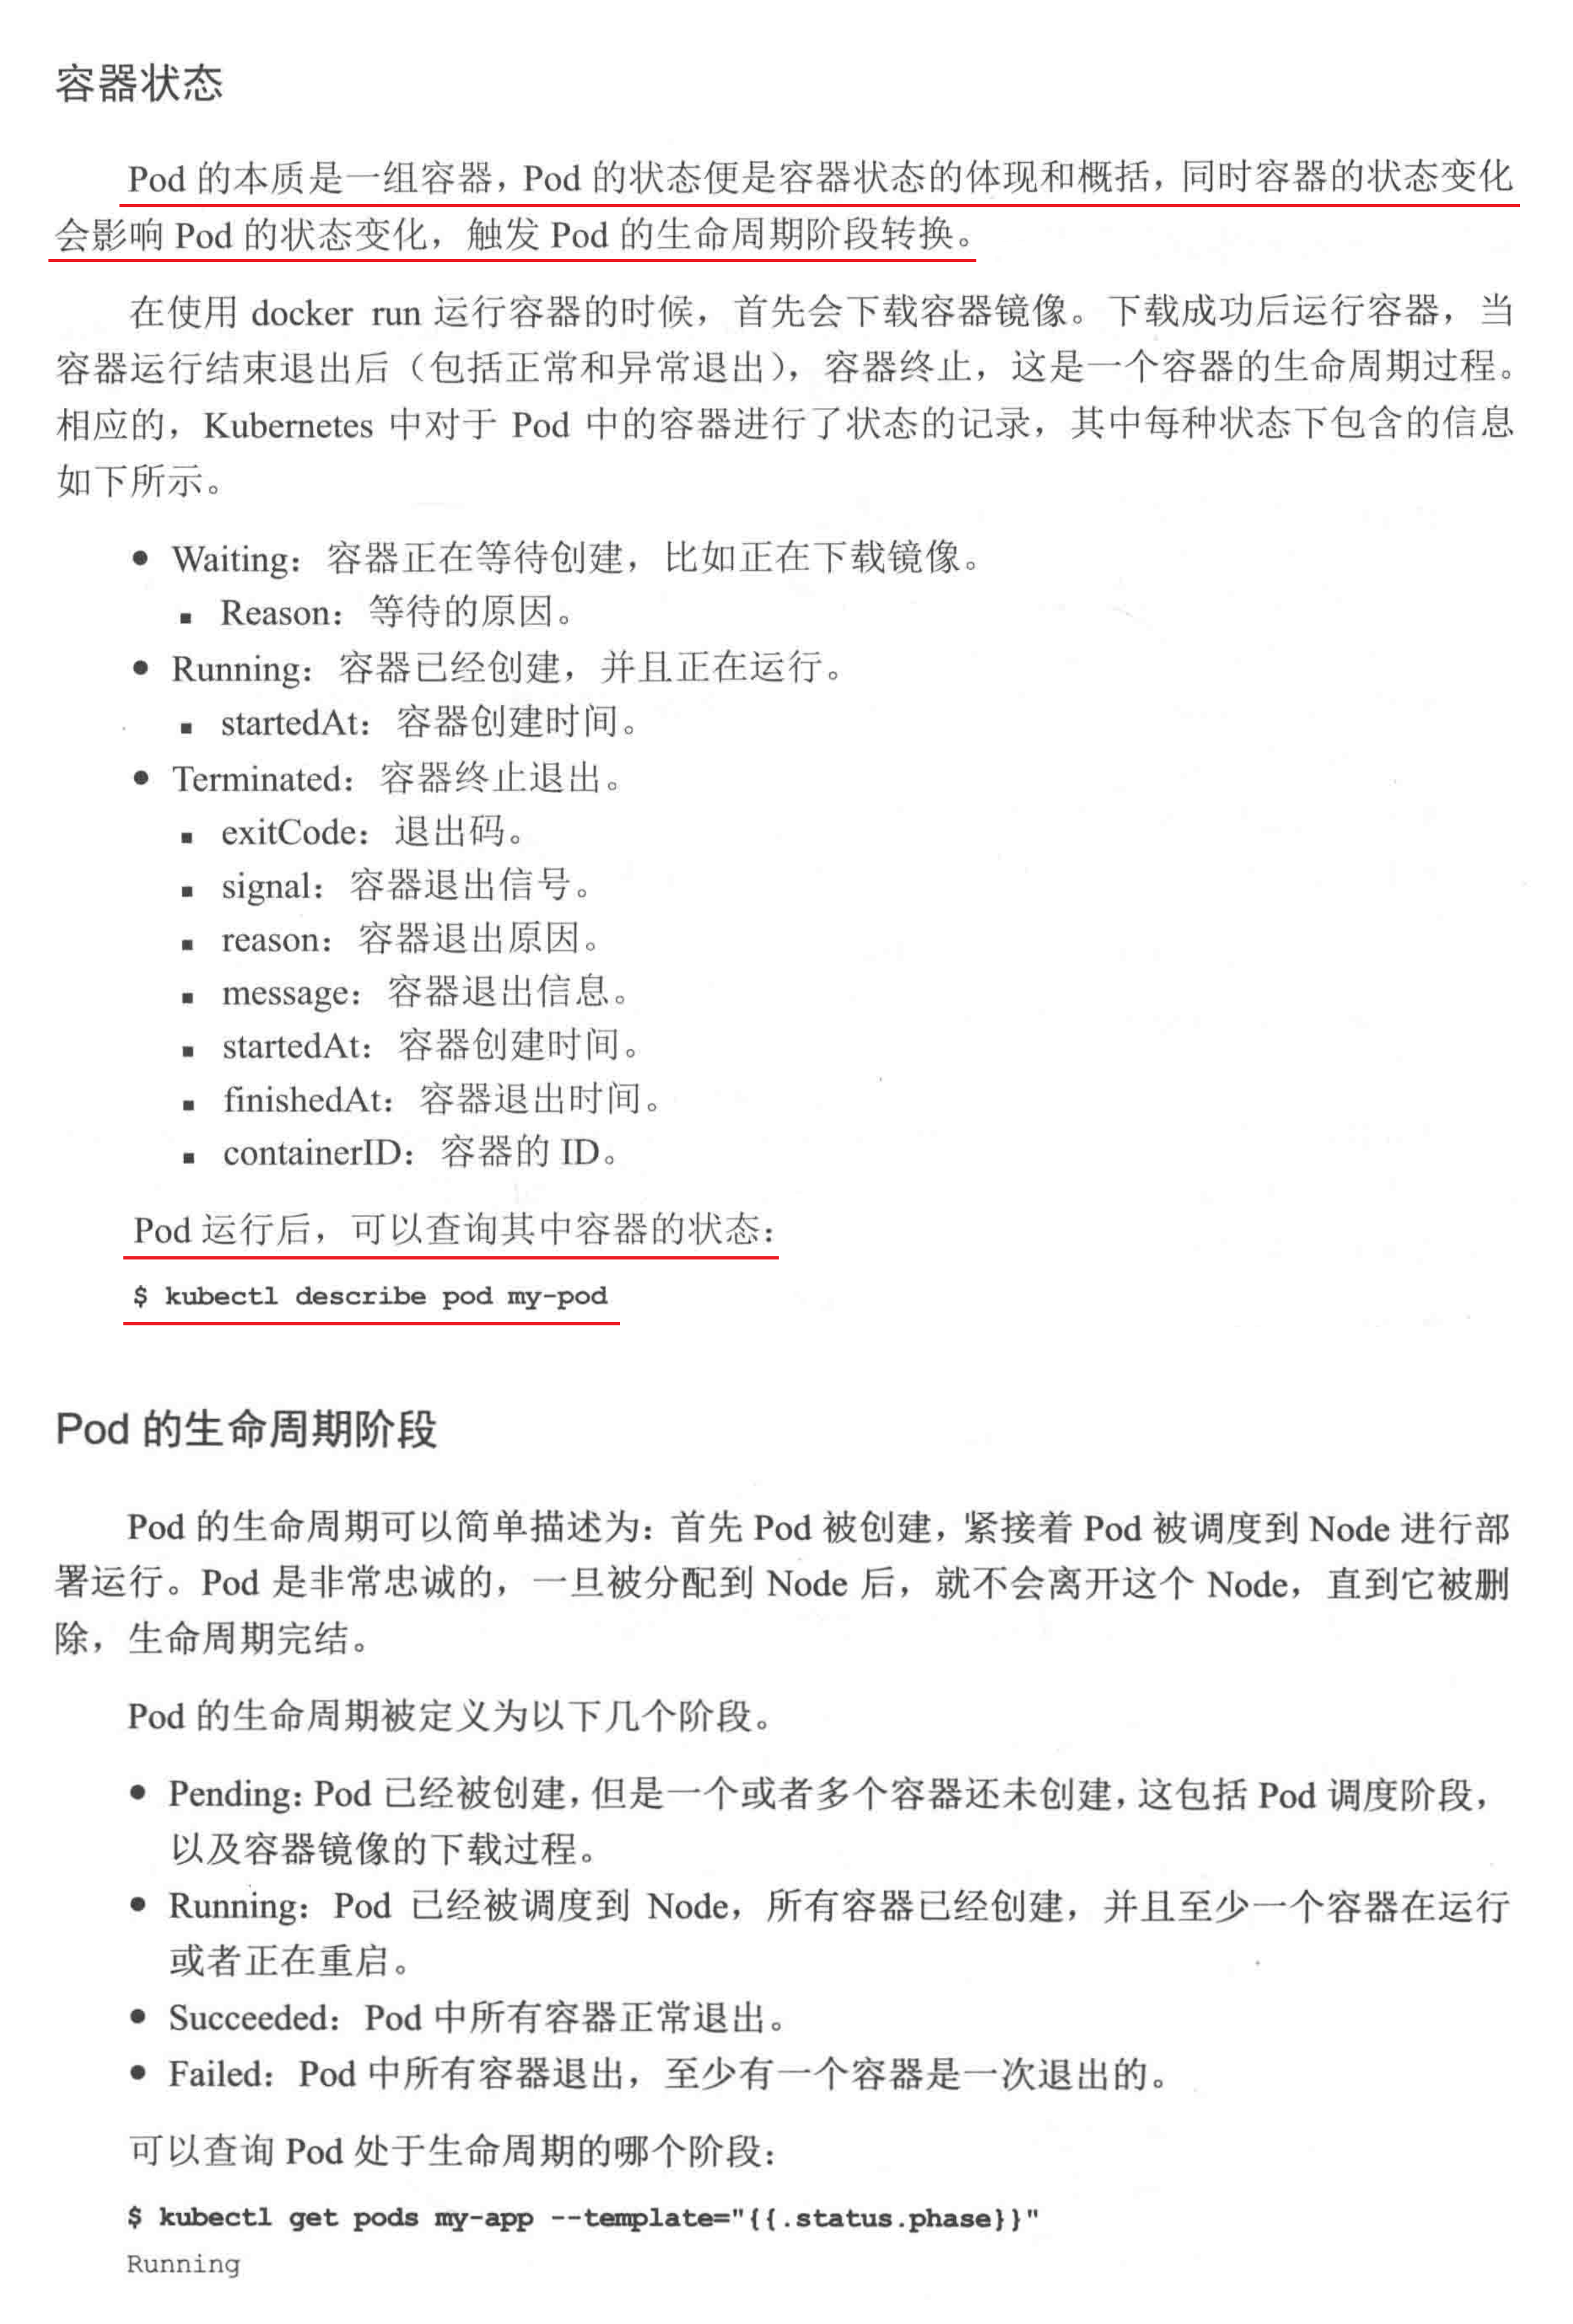 容器状态
Pod 的本质是一组容器，Pod 的状态便是容器状态的体现和概括，同时容器的状态变化
会影响 Pod 的状态变化，触发 Pod 的生命周期阶段转换。
在使用 docker run 运行容器的时候，首先会下载容器镜像。下载成功后运行容器，当
容器运行结束退出后（包括正常和异常退出），容器终止，这是一个容器的生命周期过程。
相应的，Kubernetes 中对于 Pod 中的容器进行了状态的记录，其中每种状态下包含的信息
如下所示。
● Waiting：容器正在等待创建，比如正在下载镜像。
■ Reason：等待的原因。
● Running：容器已经创建，并且正在运行。
■ startedAt：容器创建时间。
● Terminated：容器终止退出。
■ exitCode：退出码。
■ signal：容器退出信号。
■ reason：容器退出原因。
■ message：容器退出信息。
■ startedAt：容器创建时间。
■ finishedAt：容器退出时间。
■ containerID：容器的 ID。
Pod 运行后，可以查询其中容器的状态：
$ kubectl describe pod my-pod
Pod 的生命周期阶段
Pod 的生命周期可以简单描述为：首先 Pod 被创建，紧接着 Pod 被调度到 Node 进行部
署运行。Pod 是非常忠诚的，一旦被分配到 Node 后，就不会离开这个 Node，直到它被删
除，生命周期完结。
Pod 的生命周期被定义为以下几个阶段。
● Pending：Pod 已经被创建，但是一个或者多个容器还未创建，这包括 Pod 调度阶段，
以及容器镜像的下载过程。
● Running：Pod 已经被调度到 Node，所有容器已经创建，并且至少一个容器在运行
或者正在重启。
● Succeeded：Pod 中所有容器正常退出。
● Failed：Pod 中所有容器退出，至少有一个容器是一次退出的。
可以查询 Pod 处于生命周期的哪个阶段：
$ kubectl get pods my-app --template="{{.status.phase}}"
Running